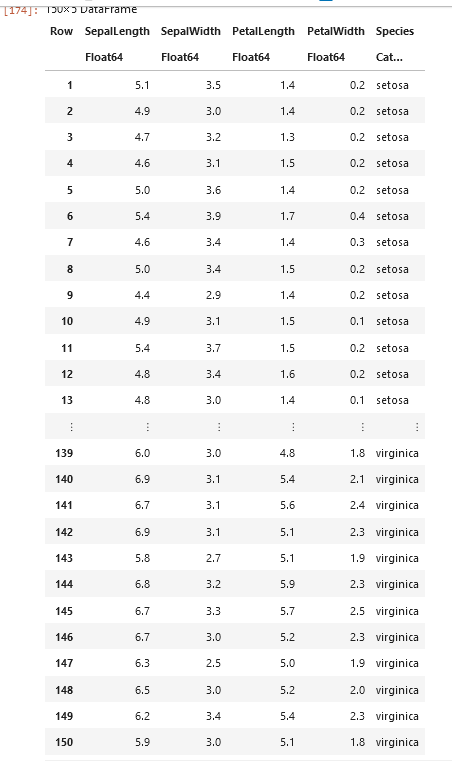 [174]: 150×5 DataFrame
Row SepalLength SepalWidth PetalLength PetalWidth Species
Float64 Float64 Float64 Float64 Cat…
1 5.1 3.5 1.4 0.2 setosa
2 4.9 3.0 1.4 0.2 setosa
3 4.7 3.2 1.3 0.2 setosa
4 4.6 3.1 1.5 0.2 setosa
5 5.0 3.6 1.4 0.2 setosa
6 5.4 3.9 1.7 0.4 setosa
7 4.6 3.4 1.4 0.3 setosa
8 5.0 3.4 1.5 0.2 setosa
9 4.4 2.9 1.4 0.2 setosa
10 4.9 3.1 1.5 0.1 setosa
11 5.4 3.7 1.5 0.2 setosa
12 4.8 3.4 1.6 0.2 setosa
13 4.8 3.0 1.4 0.1 setosa
⋮ ⋮ ⋮ ⋮ ⋮ ⋮
139 6.0 3.0 4.8 1.8 virginica
140 6.9 3.1 5.4 2.1 virginica
141 6.7 3.1 5.6 2.4 virginica
142 6.9 3.1 5.1 2.3 virginica
143 5.8 2.7 5.1 1.9 virginica
144 6.8 3.2 5.9 2.3 virginica
145 6.7 3.3 5.7 2.5 virginica
146 6.7 3.0 5.2 2.3 virginica
147 6.3 2.5 5.0 1.9 virginica
148 6.5 3.0 5.2 2.0 virginica
149 6.2 3.4 5.4 2.3 virginica
150 5.9 3.0 5.1 1.8 virginica